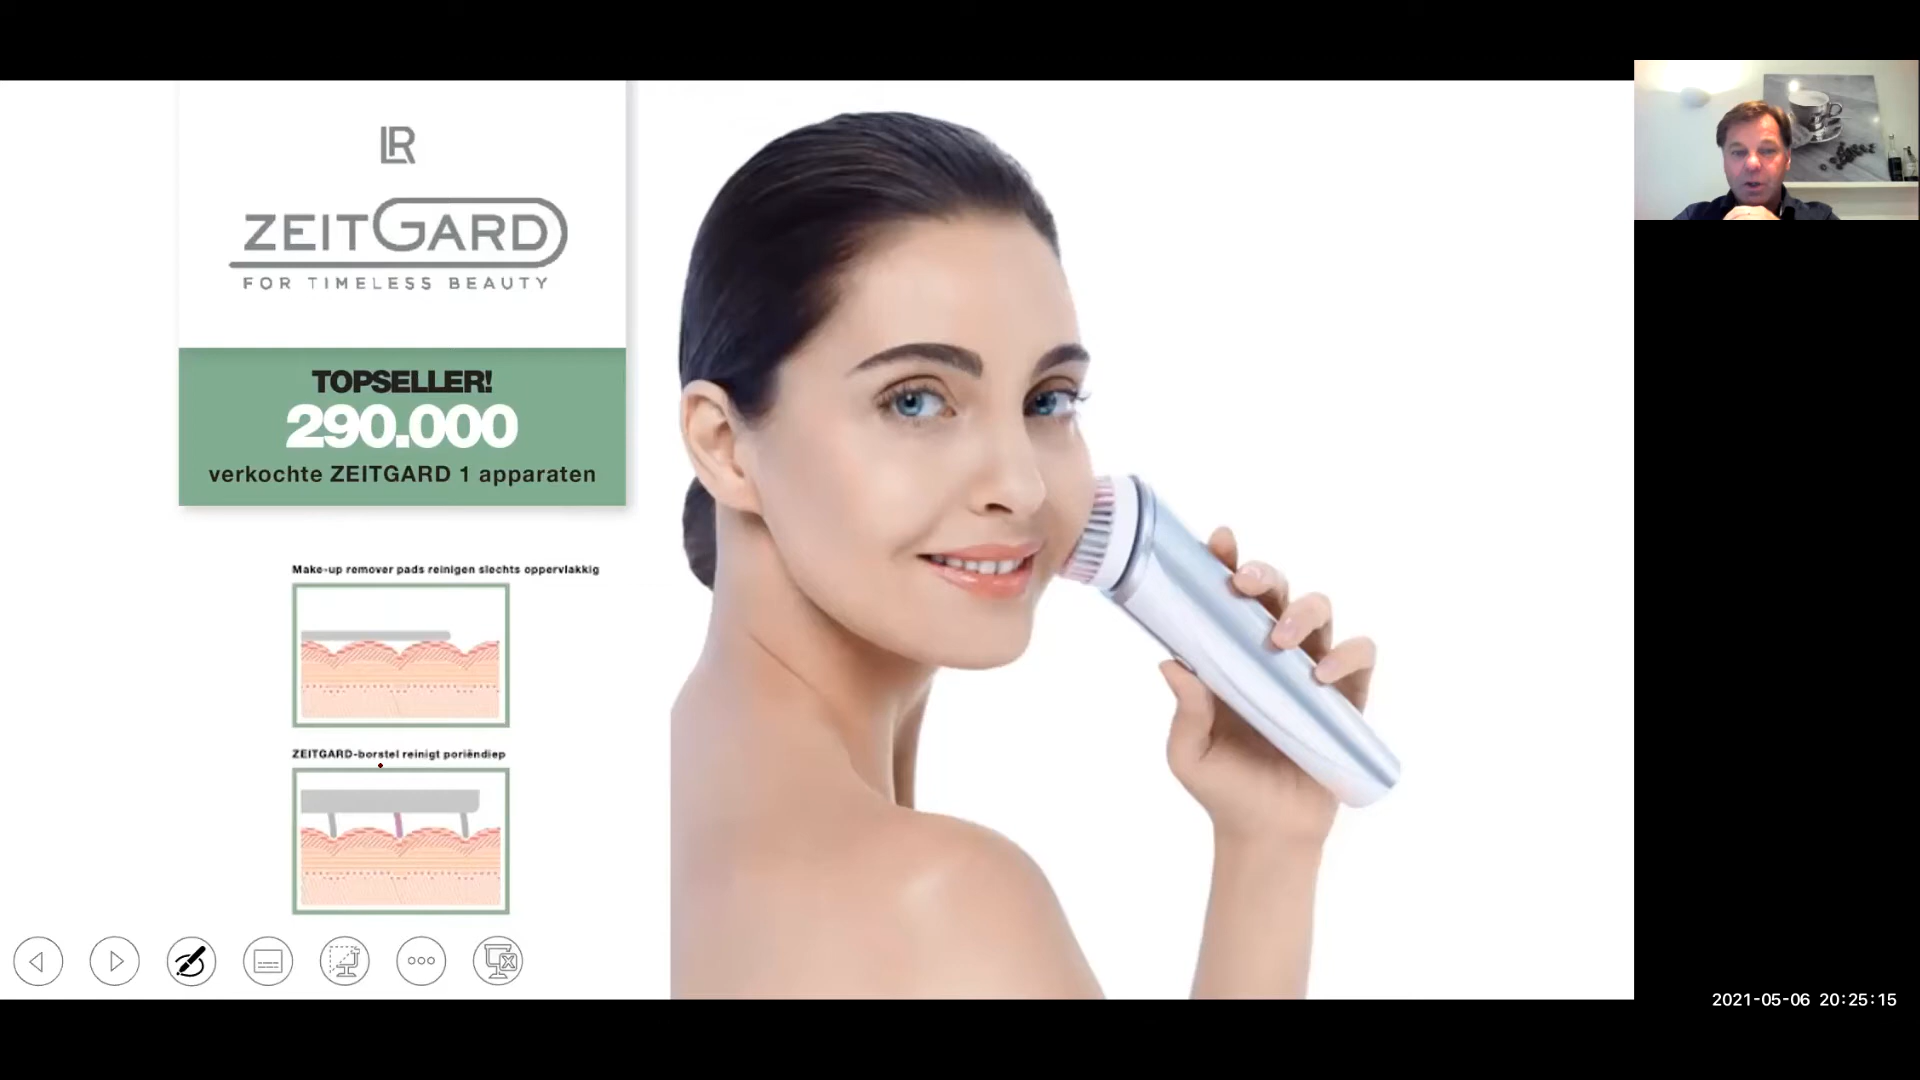 LR
ZEITGARD
FOR TIMELESS BEAUTY
TOPSELLER!
290.000
verkochte ZEITGARD 1 apparaten
Make-up remover pads reinigen slechts oppervlakkig
ZEITGARD-borstel reinigt poriëndiep
2021-05-06 20:25:15